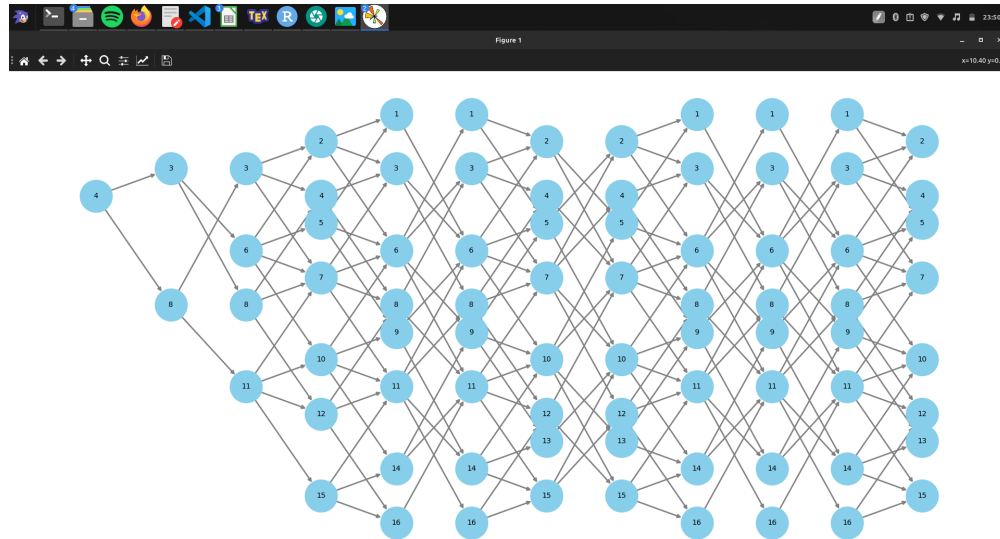 TEX R 23:50
Figure 1
x=10.40 y=0.
1 1 1 1 1
2 2 2 2
3 3 3 3 3 3 3
4 4 4 4 4
5 5 5 5
6 6 6 6 6 6
7 7 7 7
8 8 8 8 8 8 8
9 9 9 9 9
10 10 10 10
11 11 11 11 11 11
12 12 12 12
13 13 13
14 14 14 14 14
15 15 15 15
16 16 16 16 16